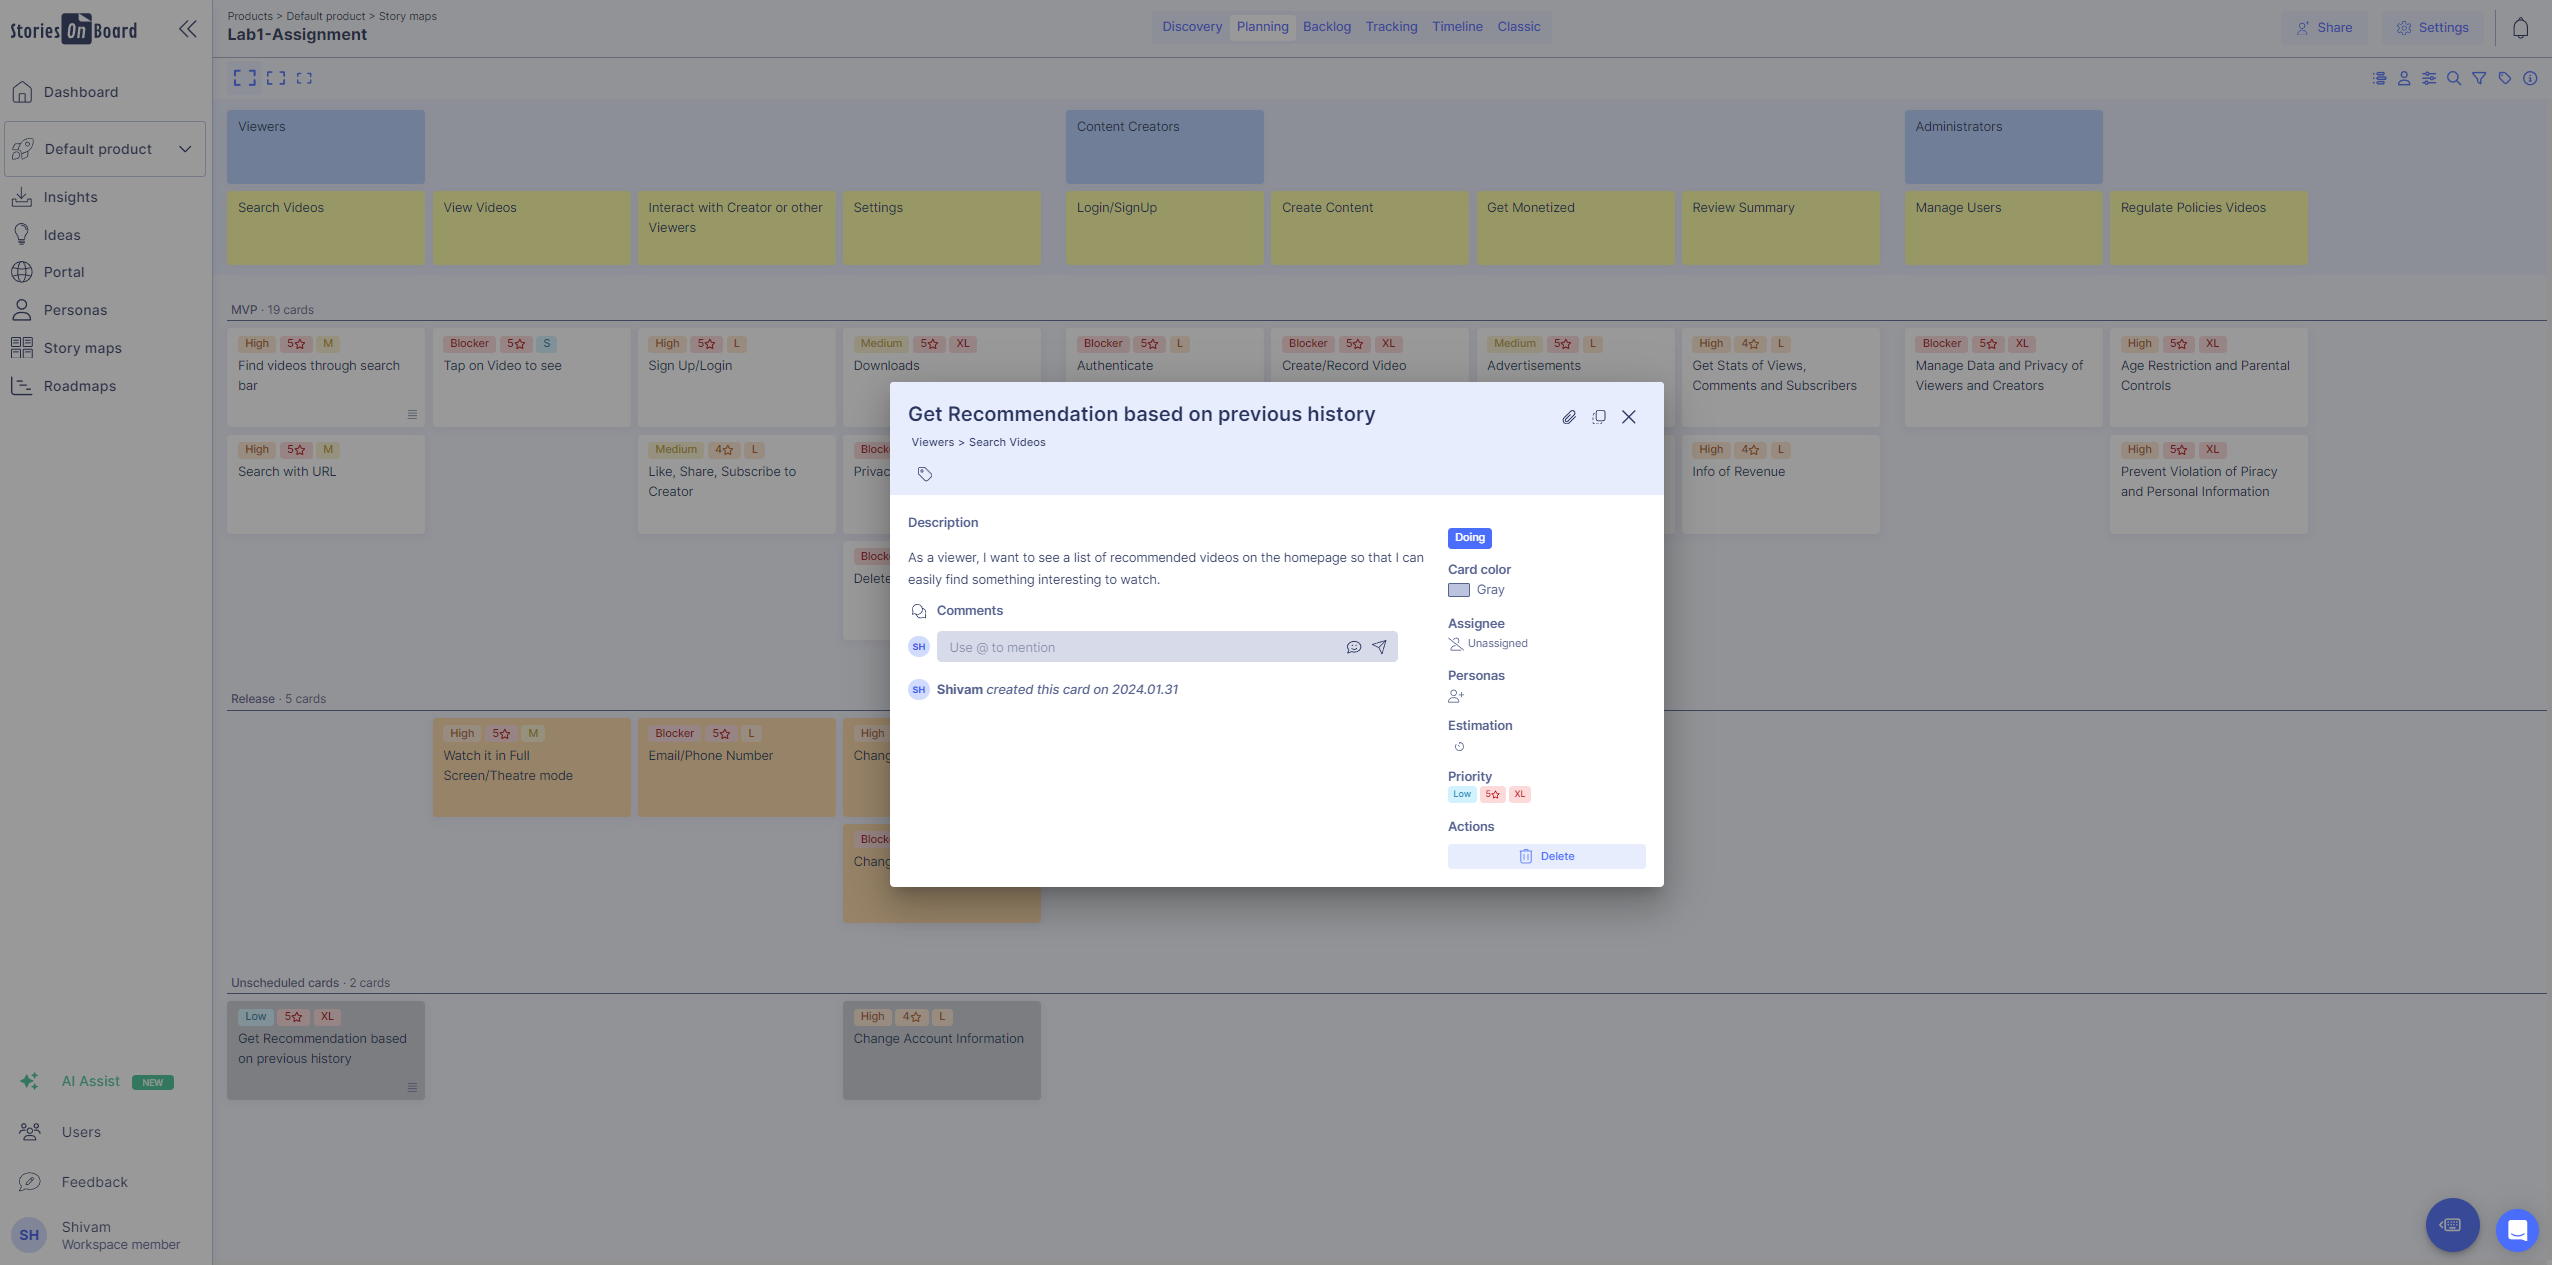 Stories On Board
Products > Default product > Story maps
Lab1-Assignment
Discovery Planning Backlog Tracking Timeline Classic
Share
Settings
Dashboard
Default product
Insights
Ideas
Portal
Personas
Story maps
Roadmaps
AI Assist NEW
Users
Feedback
SH
Shivam
Workspace member
Viewers
Content Creators
Administrators
Search Videos
View Videos
Interact with Creator or other
Viewers
Settings
Login/SignUp
Create Content
Get Monetized
Review Summary
Manage Users
Regulate Policies Videos
MVP · 19 cards
High 5 M
Find videos through search
bar
Blocker 5 S
Tap on Video to see
High 5 L
Sign Up/Login
Medium 5 XL
Downloads
Blocker 5 L
Authenticate
Blocker 5 XL
Create/Record Video
Medium 5 L
Advertisements
High 4 L
Get Stats of Views,
Comments and Subscribers
Blocker 5 XL
Manage Data and Privacy of
Viewers and Creators
High 5 XL
Age Restriction and Parental
Controls
High 5 M
Search with URL
Medium 4 L
Like, Share, Subscribe to
Creator
High 4 L
Info of Revenue
High 5 XL
Prevent Violation of Piracy
and Personal Information
Delete
Get Recommendation based on previous history
Viewers > Search Videos
Description
As a viewer, I want to see a list of recommended videos on the homepage so that I can
easily find something interesting to watch.
Comments
SH
Use @ to mention
SH
Shivam created this card on 2024.01.31
Doing
Card color
Gray
Assignee
Unassigned
Personas
Estimation
Priority
Low 5 XL
Actions
Delete
Release · 5 cards
High 5 M
Watch it in Full
Screen/Theatre mode
Blocker 5 L
Email/Phone Number
High
Unscheduled cards · 2 cards
Low 5 XL
Get Recommendation based
on previous history
High 4 L
Change Account Information